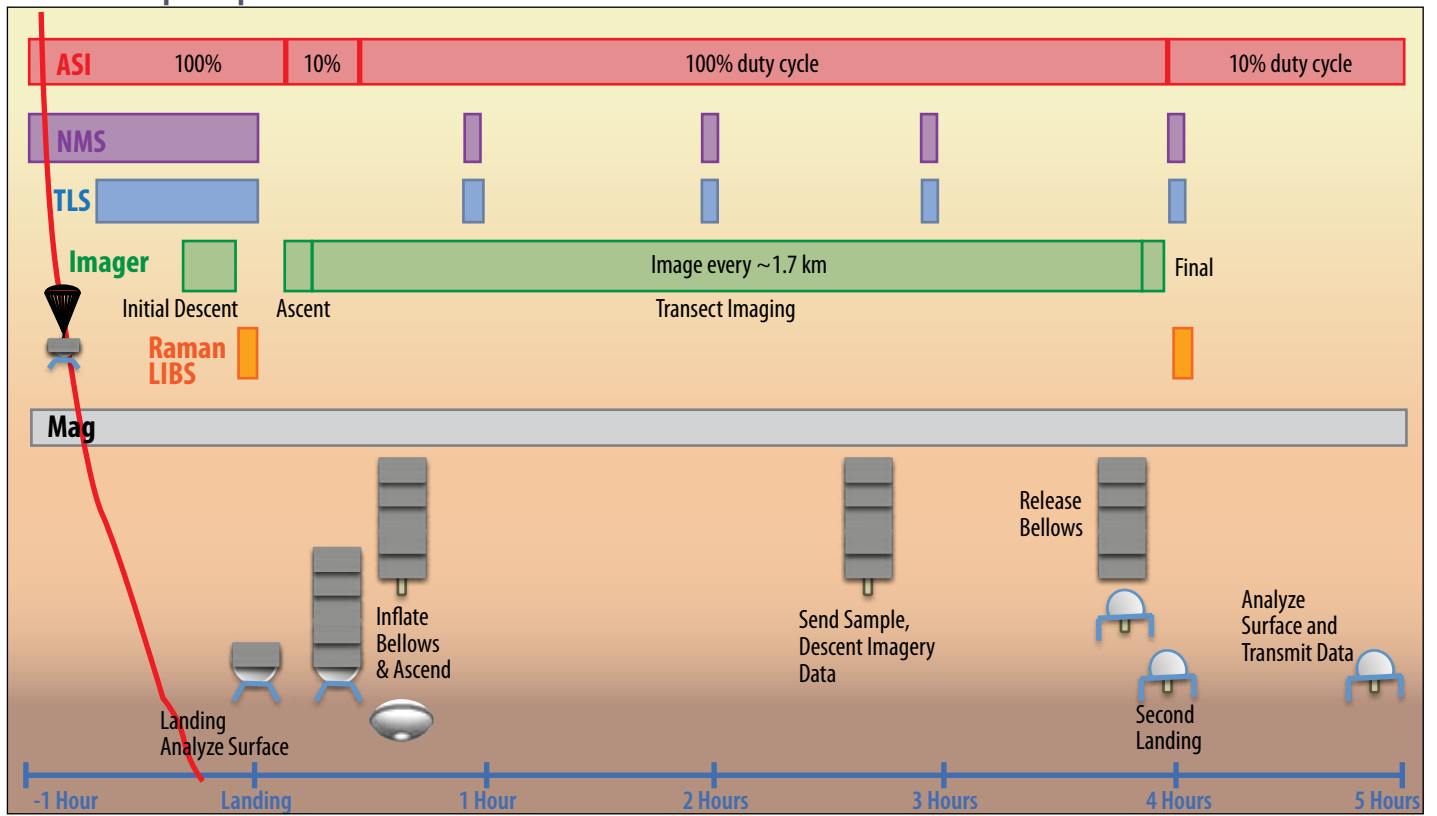 ASI
100%
10%
100% duty cycle
10% duty cycle
NMS
TLS
Imager
Image every ~1.7 km
Final
Initial Descent
Ascent
Transect Imaging
Raman
LIBS
Mag
Release
Bellows
Inflate
Bellows
& Ascend
Send Sample,
Descent Imagery
Data
Analyze
Surface and
Transmit Data
Landing
Analyze Surface
Second
Landing
-1 Hour
Landing
1 Hour
2 Hours
3 Hours
4 Hours
5 Hours